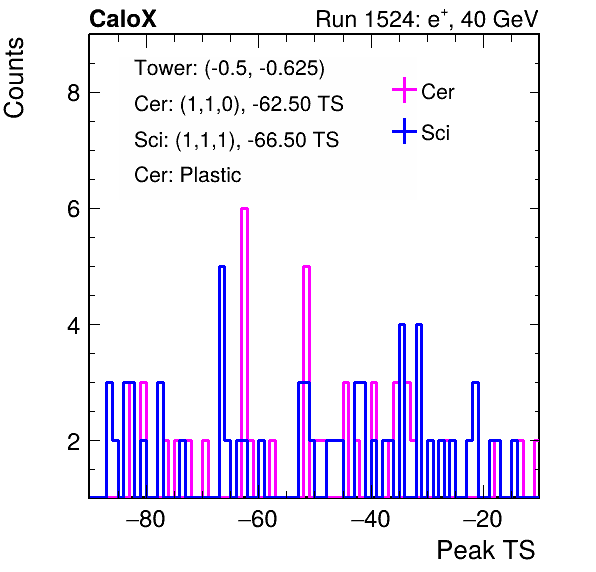 CaloX Run 1524: e⁺, 40 GeV
Counts
Tower: (-0.5, -0.625)
Cer: (1,1,0), -62.50 TS
Sci: (1,1,1), -66.50 TS
Cer: Plastic
Cer
Sci
8
6
4
2
−80 −60 −40 −20
Peak TS